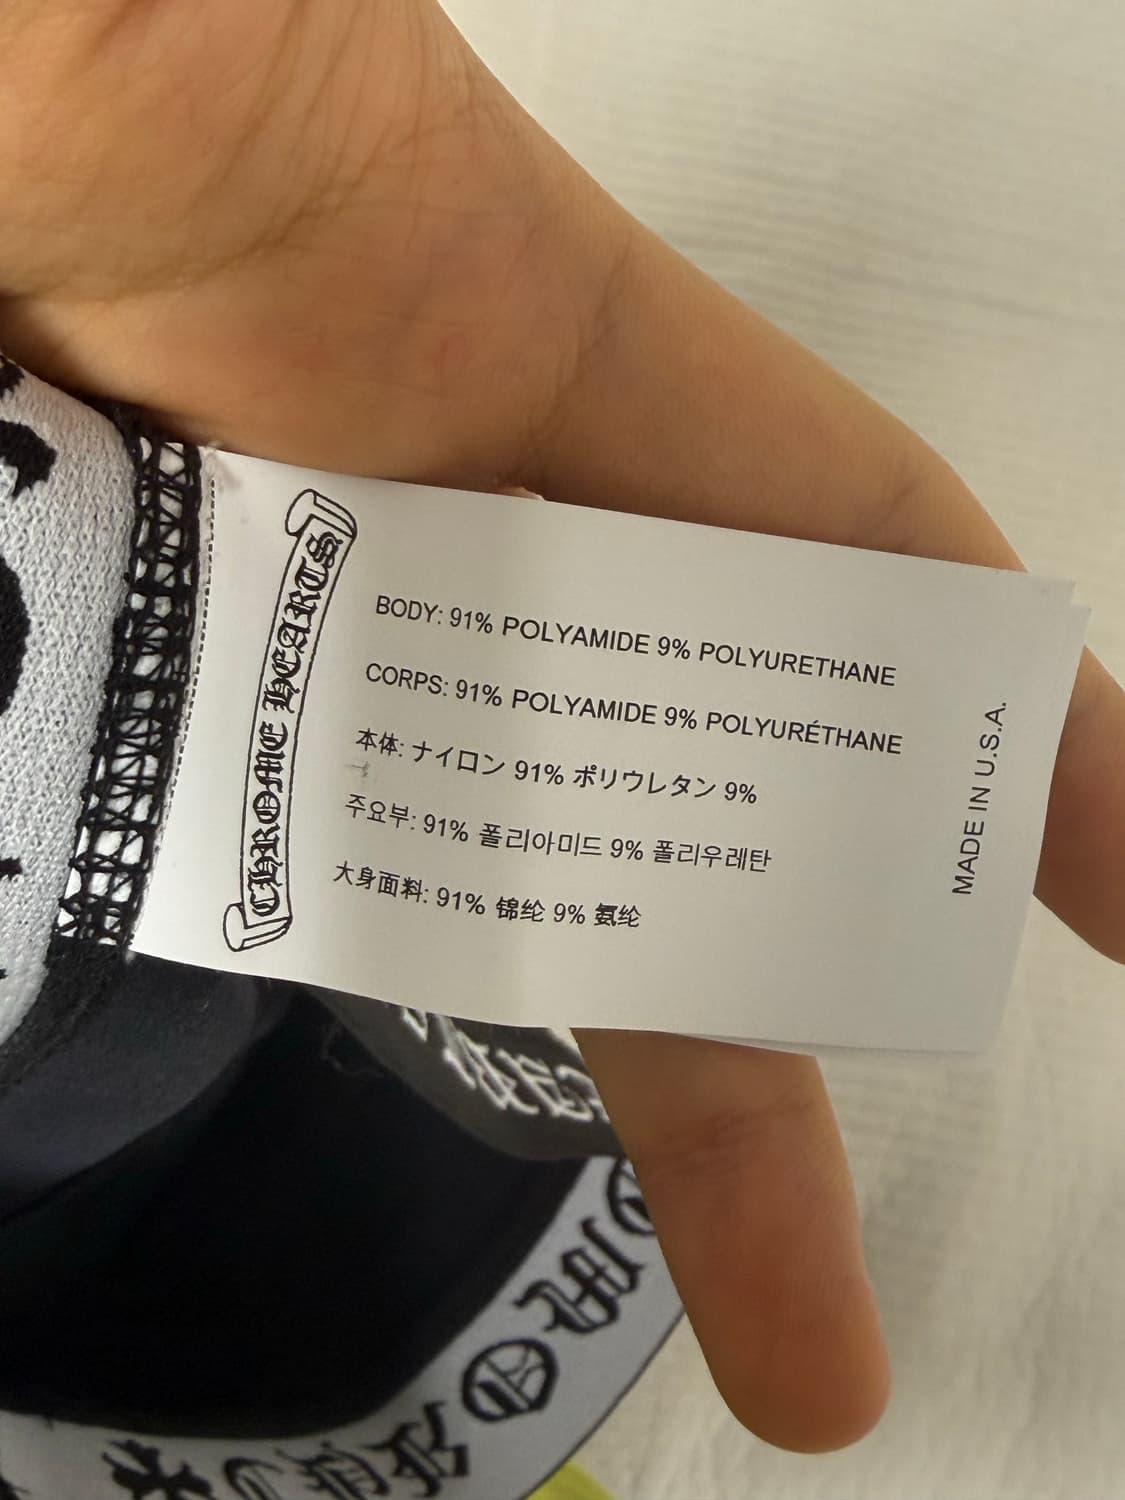 CHROME HEARTS
BODY: 91% POLYAMIDE 9% POLYURETHANE
CORPS: 91% POLYAMIDE 9% POLYURÉTHANE
本体: ナイロン 91% ポリウレタン 9%
주요부: 91% 폴리아미드 9% 폴리우레탄
大身面料: 91% 锦纶 9% 氨纶
MADE IN U.S.A.